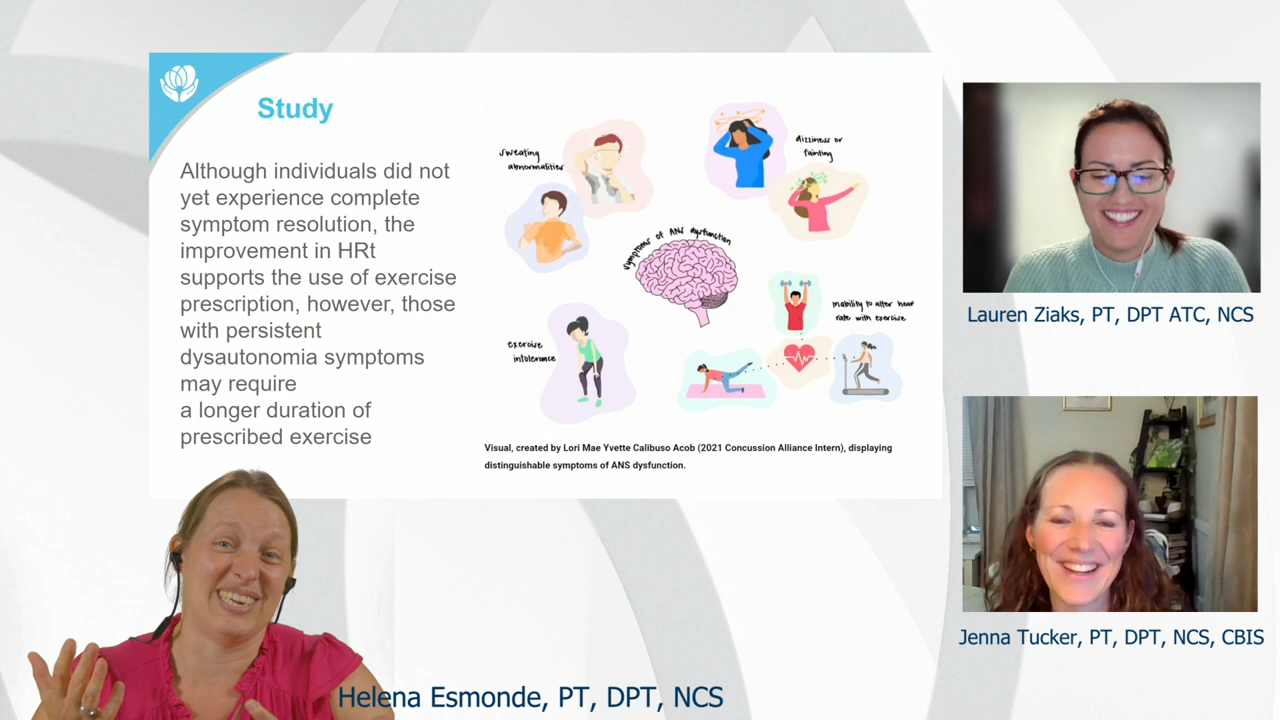 Study
Although individuals did not
yet experience complete
symptom resolution, the
improvement in HRt
supports the use of exercise
prescription, however, those
with persistent
dysautonomia symptoms
may require
a longer duration of
prescribed exercise
sweating
abnormalities
dizziness or
fainting
symptoms of ANS dysfunction
exercise
intolerance
inability to alter heart
rate with exercise
Visual, created by Lori Mae Yvette Calibuso Acob (2021 Concussion Alliance Intern), displaying
distinguishable symptoms of ANS dysfunction.
Lauren Ziaks, PT, DPT ATC, NCS
Jenna Tucker, PT, DPT, NCS, CBIS
Helena Esmonde, PT, DPT, NCS